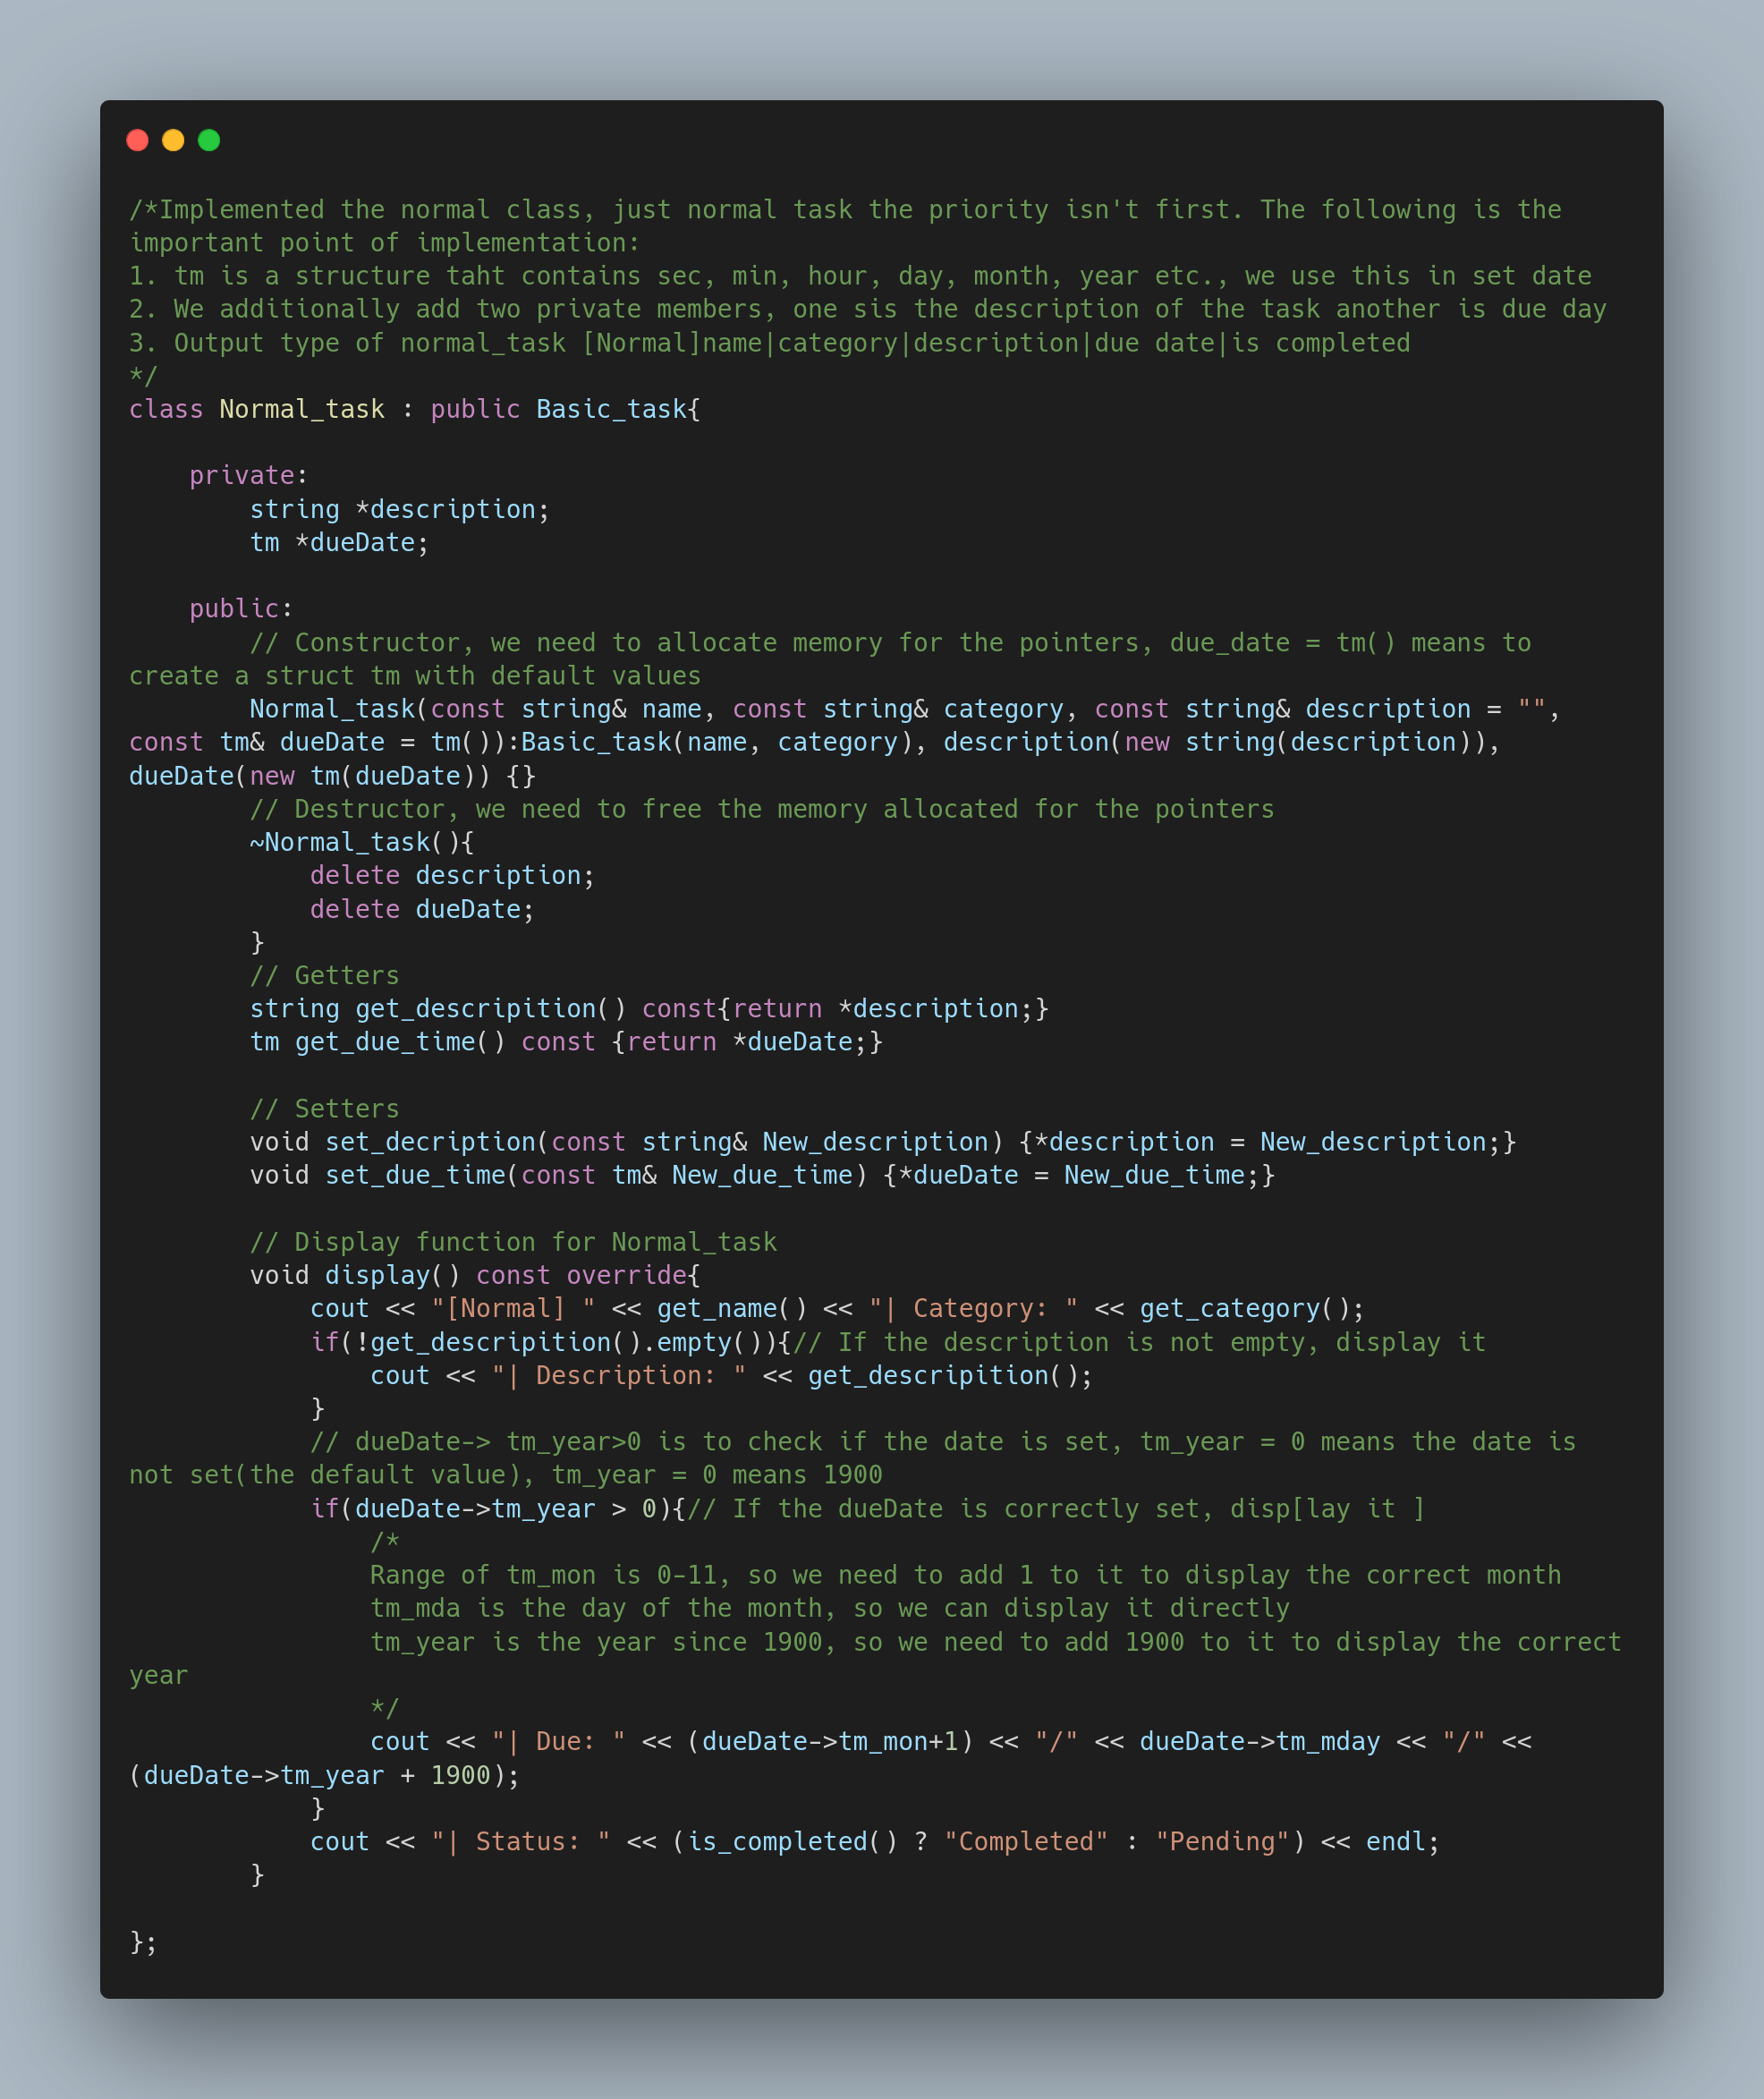 /*Implemented the normal class, just normal task the priority isn't first. The following is the
important point of implementation:
1. tm is a structure taht contains sec, min, hour, day, month, year etc., we use this in set date
2. We additionally add two private members, one sis the description of the task another is due day
3. Output type of normal_task [Normal]name|category|description|due date|is completed
*/
class Normal_task : public Basic_task{

    private:
        string *description;
        tm *dueDate;

    public:
        // Constructor, we need to allocate memory for the pointers, due_date = tm() means to
create a struct tm with default values
        Normal_task(const string& name, const string& category, const string& description = "",
const tm& dueDate = tm()):Basic_task(name, category), description(new string(description)),
dueDate(new tm(dueDate)) {}
        // Destructor, we need to free the memory allocated for the pointers
        ~Normal_task(){
            delete description;
            delete dueDate;
        }
        // Getters
        string get_descripition() const{return *description;}
        tm get_due_time() const {return *dueDate;}

        // Setters
        void set_decription(const string& New_description) {*description = New_description;}
        void set_due_time(const tm& New_due_time) {*dueDate = New_due_time;}

        // Display function for Normal_task
        void display() const override{
            cout << "[Normal] " << get_name() << "| Category: " << get_category();
            if(!get_descripition().empty()){// If the description is not empty, display it
                cout << "| Description: " << get_descripition();
            }
            // dueDate-> tm_year>0 is to check if the date is set, tm_year = 0 means the date is
not set(the default value), tm_year = 0 means 1900
            if(dueDate->tm_year > 0){// If the dueDate is correctly set, disp[lay it ]
                /*
                Range of tm_mon is 0-11, so we need to add 1 to it to display the correct month
                tm_mda is the day of the month, so we can display it directly
                tm_year is the year since 1900, so we need to add 1900 to it to display the correct
year
                */
                cout << "| Due: " << (dueDate->tm_mon+1) << "/" << dueDate->tm_mday << "/" <<
(dueDate->tm_year + 1900);
            }
            cout << "| Status: " << (is_completed() ? "Completed" : "Pending") << endl;
        }

};